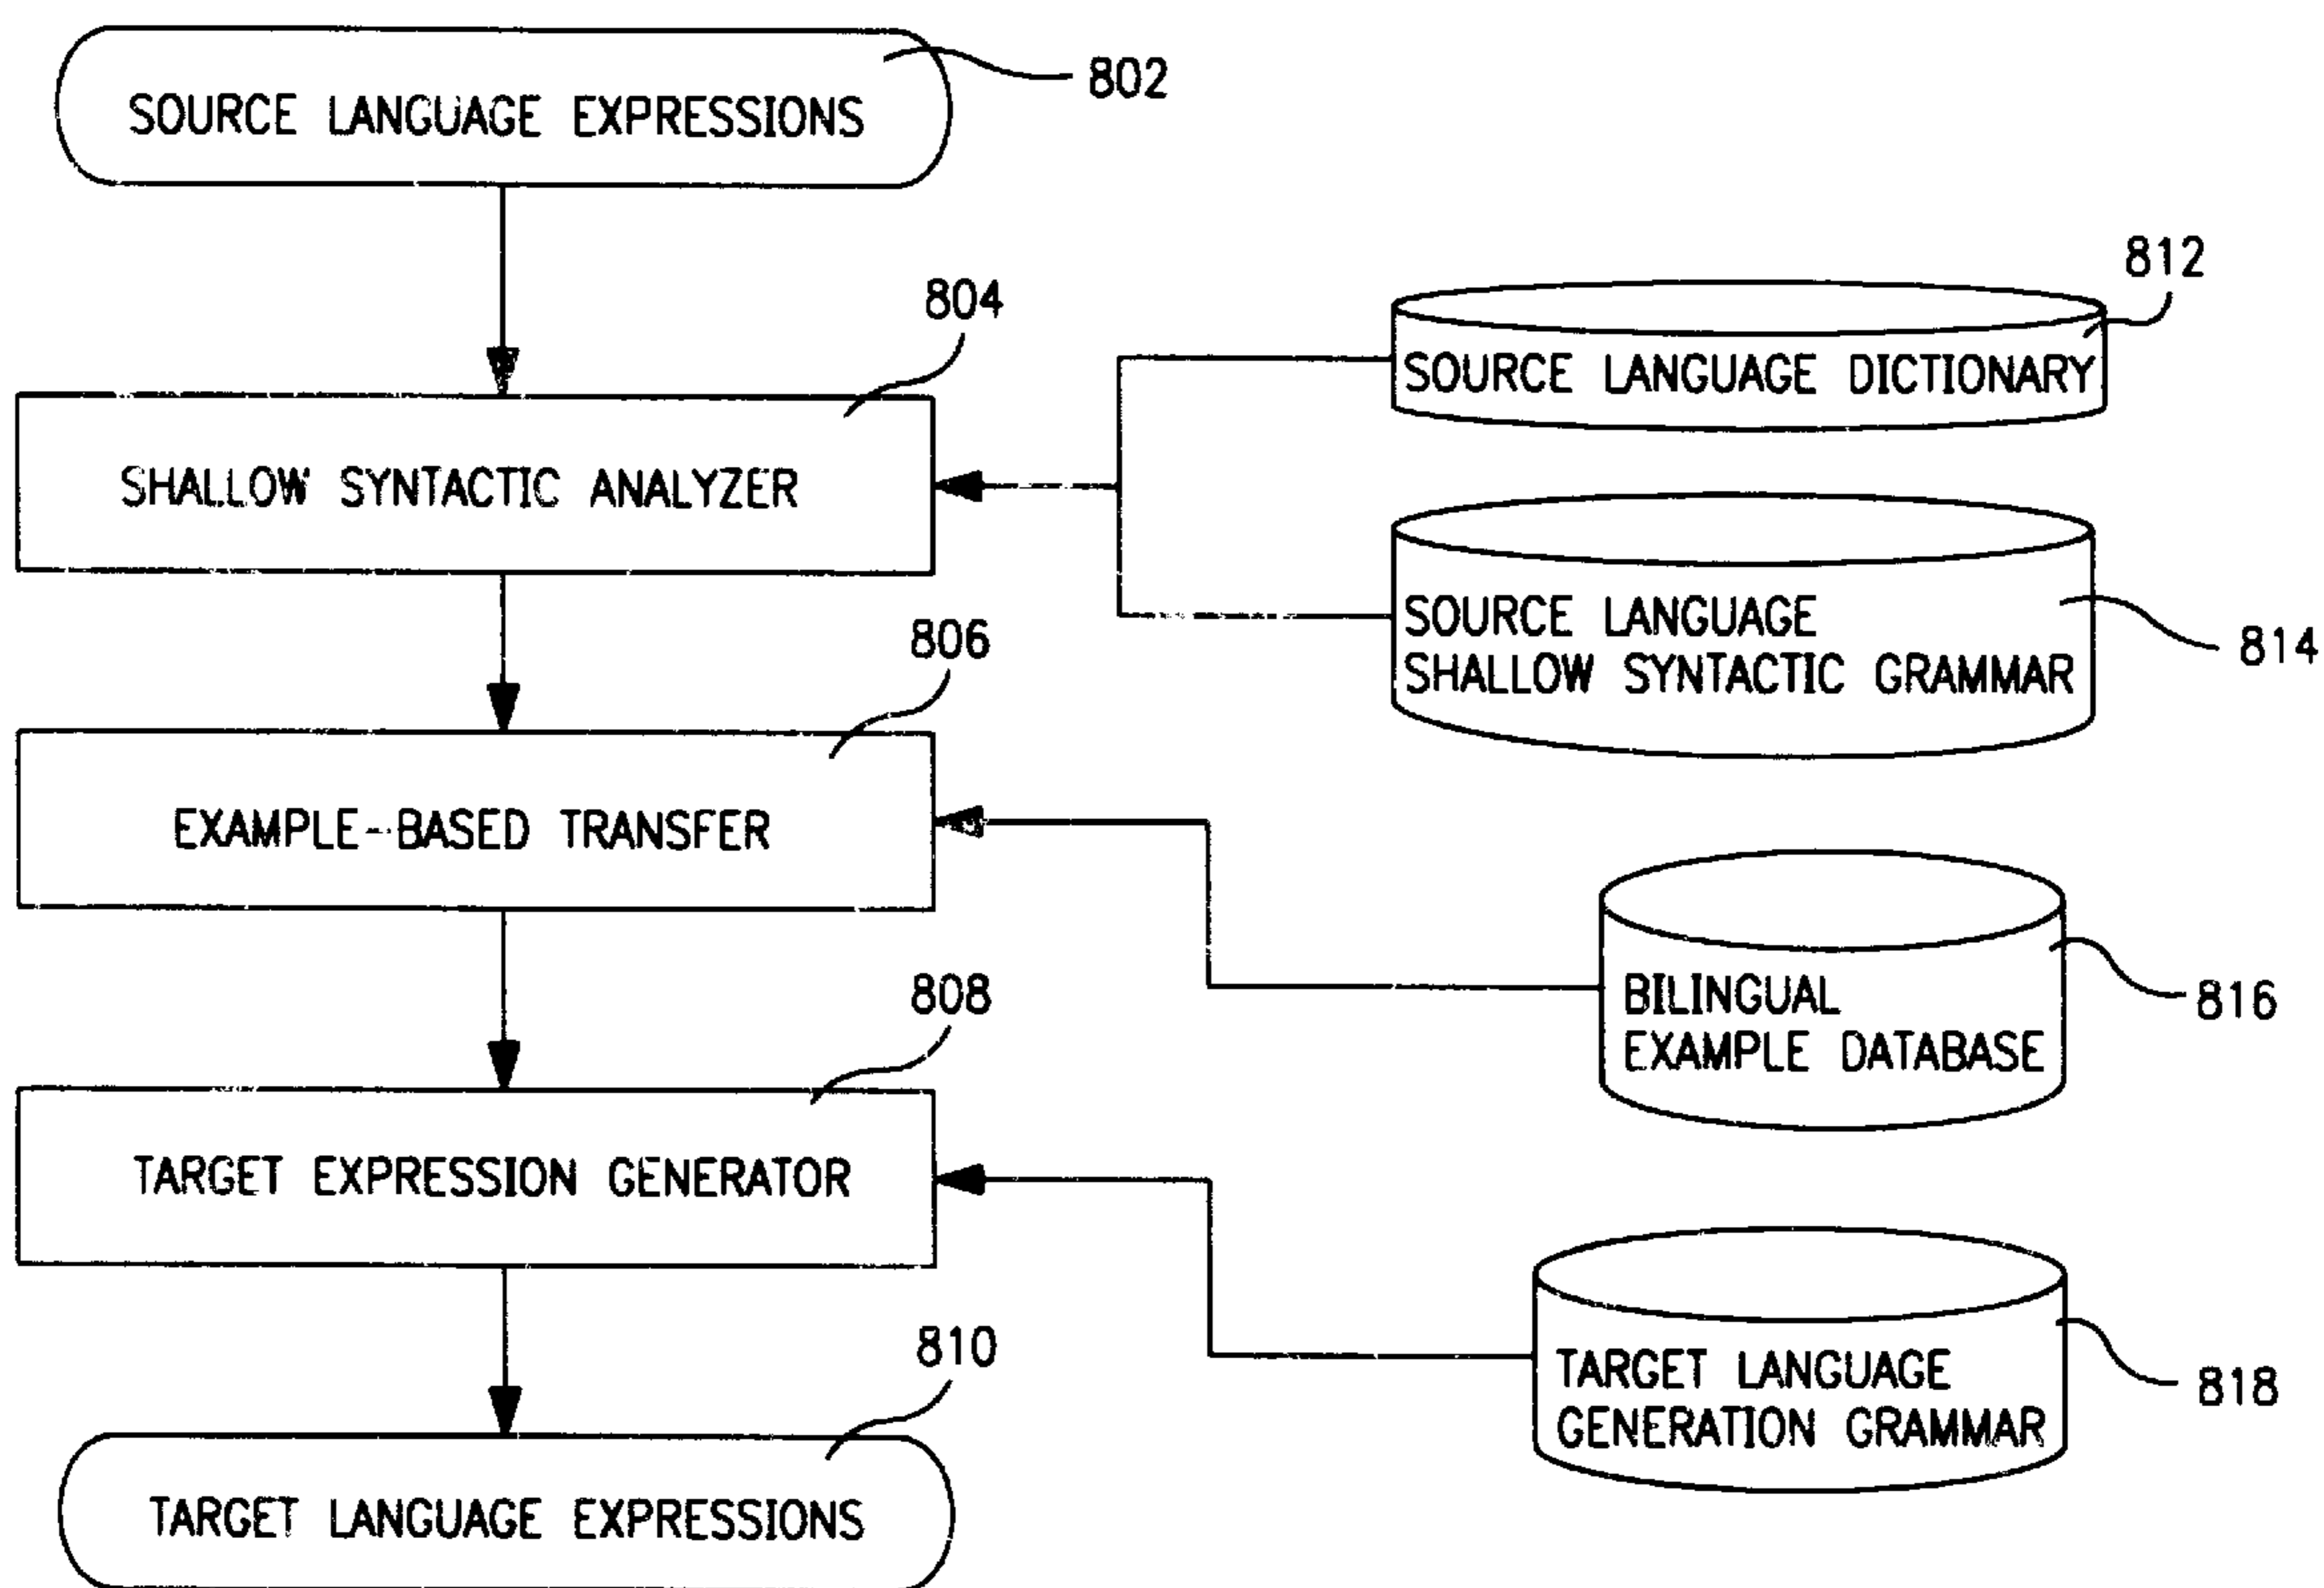 SOURCE LANGUAGE EXPRESSIONS
802
804
SHALLOW SYNTACTIC ANALYZER
812
SOURCE LANGUAGE DICTIONARY
SOURCE LANGUAGE
SHALLOW SYNTACTIC GRAMMAR
814
806
EXAMPLE-BASED TRANSFER
BILINGUAL
EXAMPLE DATABASE
816
808
TARGET EXPRESSION GENERATOR
TARGET LANGUAGE
GENERATION GRAMMAR
818
810
TARGET LANGUAGE EXPRESSIONS